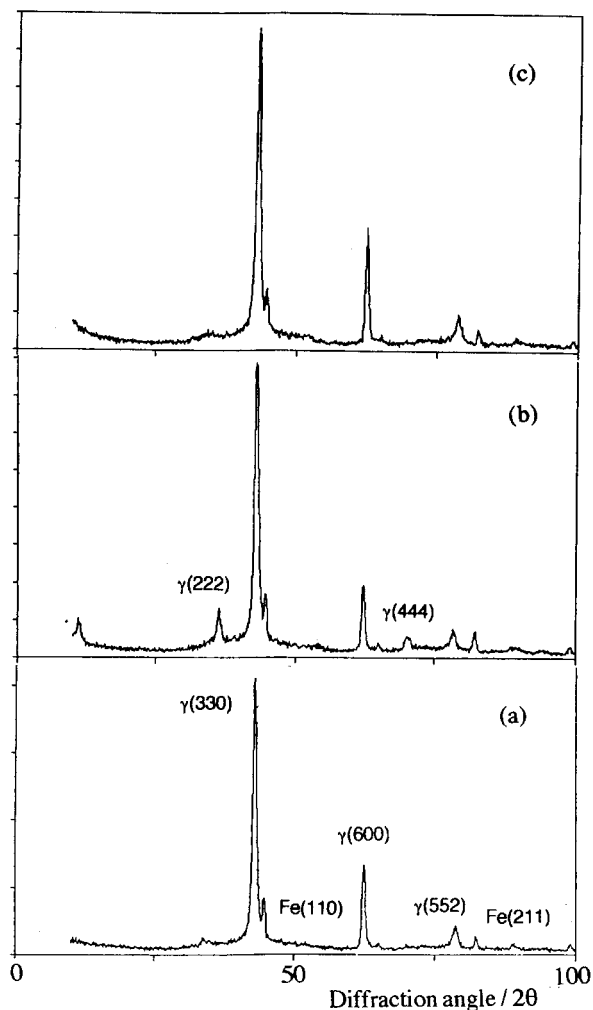 (c)
(b)
γ(222)
γ(444)
γ(330)
(a)
γ(600)
Fe(110)
γ(552)
Fe(211)
0
50
100
Diffraction angle / 2θ